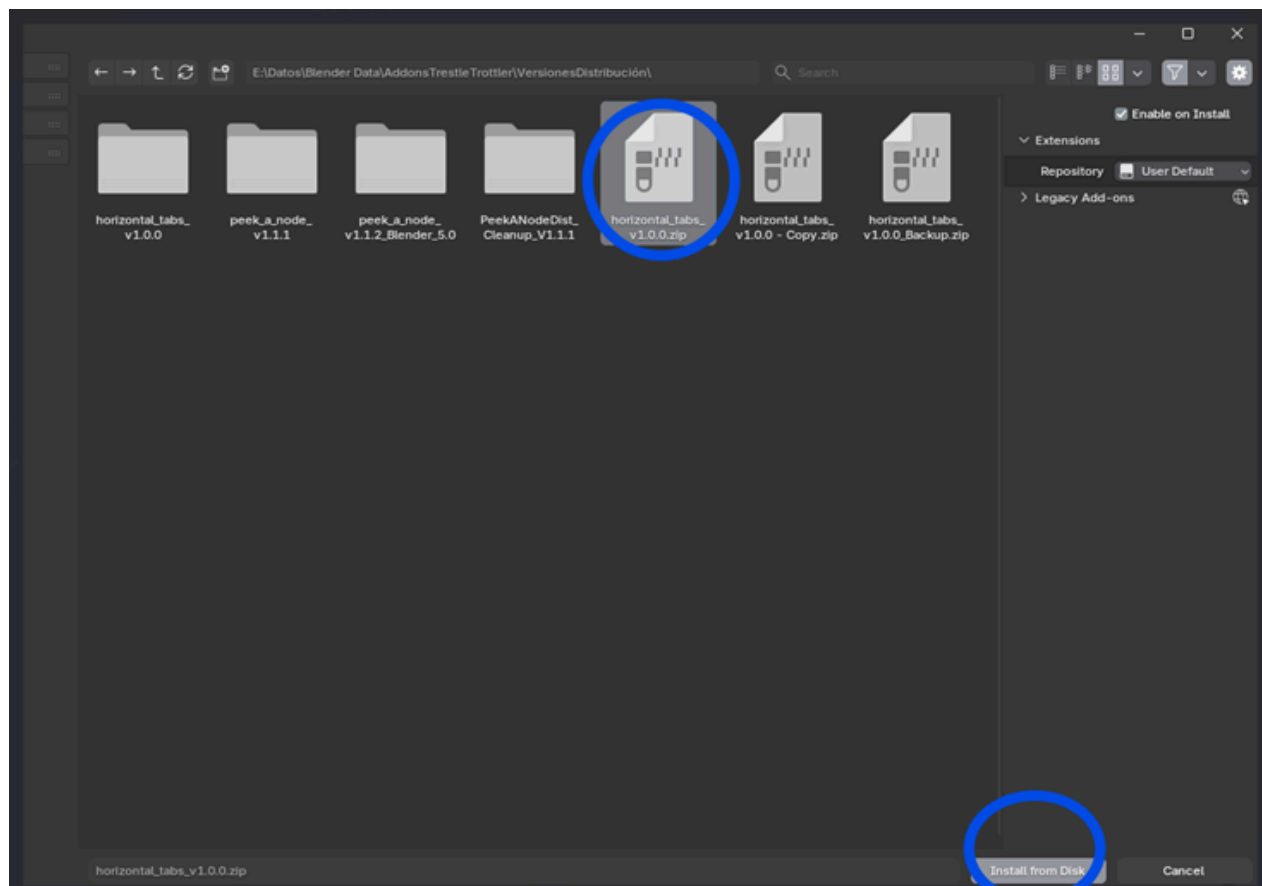 E:\Datos\Blender Data\AddonsTrestleTrottler\VersionesDistribución\
Search
horizontal_tabs_
v1.0.0
peek_a_node_
v1.1.1
peek_a_node_
v1.1.2_Blender_5.0
PeekANodeDist_
Cleanup_V1.1.1
horizontal_tabs_
v1.0.0.zip
horizontal_tabs_
v1.0.0 - Copy.zip
horizontal_tabs_
v1.0.0_Backup.zip
Enable on Install
Extensions
Repository
User Default
Legacy Add-ons
horizontal_tabs_v1.0.0.zip
Install from Disk
Cancel